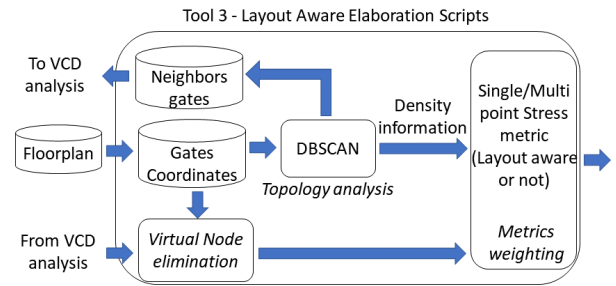 Tool 3 - Layout Aware Elaboration Scripts
To VCD
analysis
Neighbors
gates
Floorplan
Gates
Coordinates
DBSCAN
Topology analysis
Density
information
Single/Multi
point Stress
metric
(Layout aware
or not)
From VCD
analysis
Virtual Node
elimination
Metrics
weighting